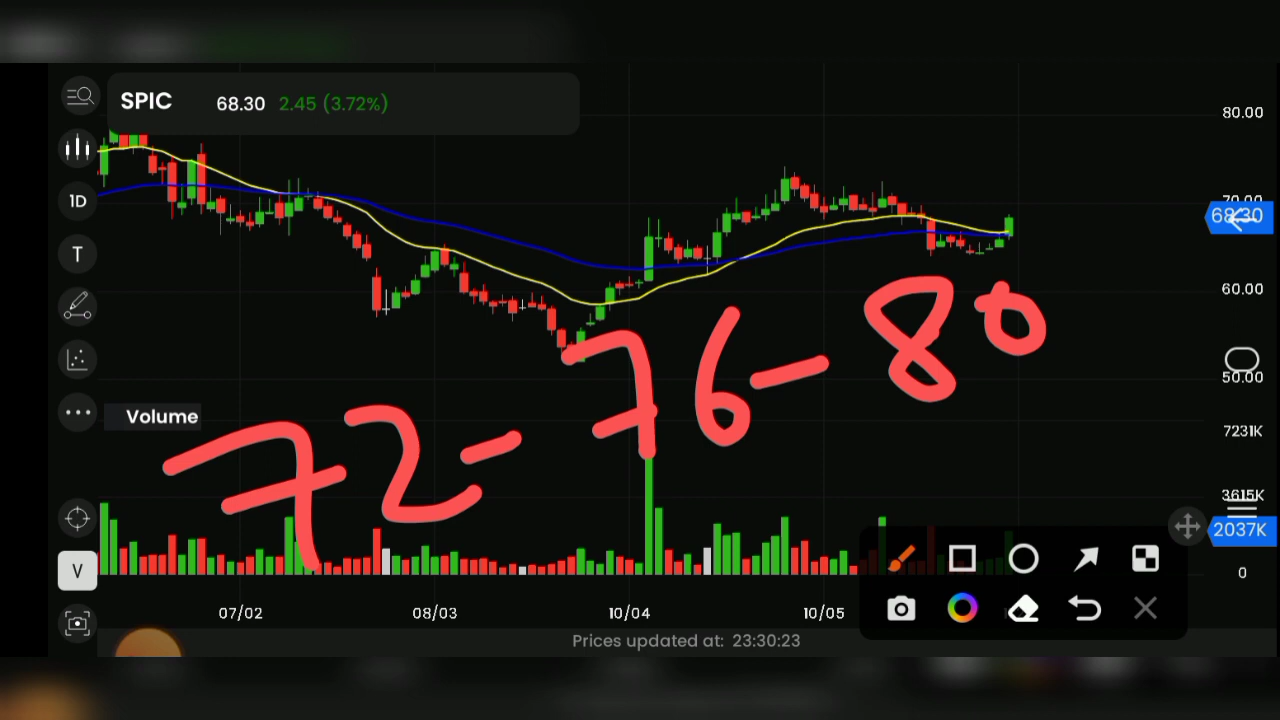 SPIC 68.30 2.45 (3.72%)
80.00
1D
70.00
68.30
T
60.00
50.00
Volume
7231K
3615K
2037K
V
0
72 - 76 - 80
07/02 08/03 10/04 10/05
Prices updated at: 23:30:23